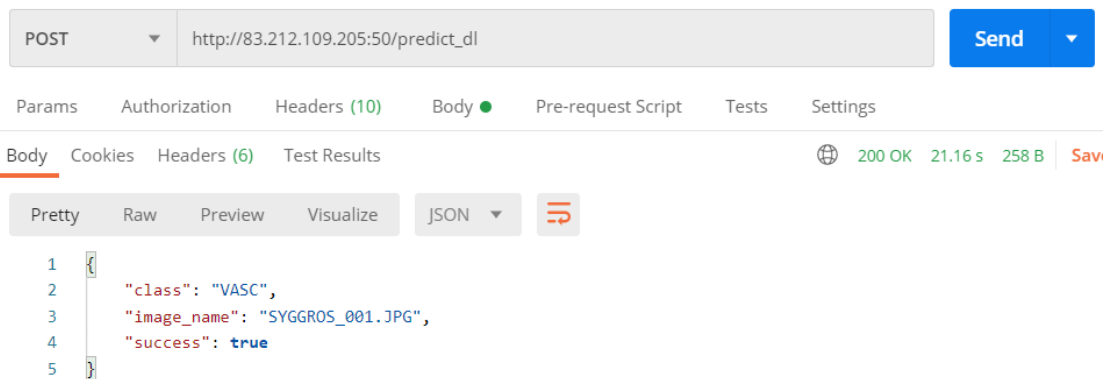 POST http://83.212.109.205:50/predict_dl Send
Params Authorization Headers (10) Body Pre-request Script Tests Settings
Body Cookies Headers (6) Test Results 200 OK 21.16 s 258 B Save
Pretty Raw Preview Visualize JSON
1 {
2 "class": "VASC",
3 "image_name": "SYGGROS_001.JPG",
4 "success": true
5 }